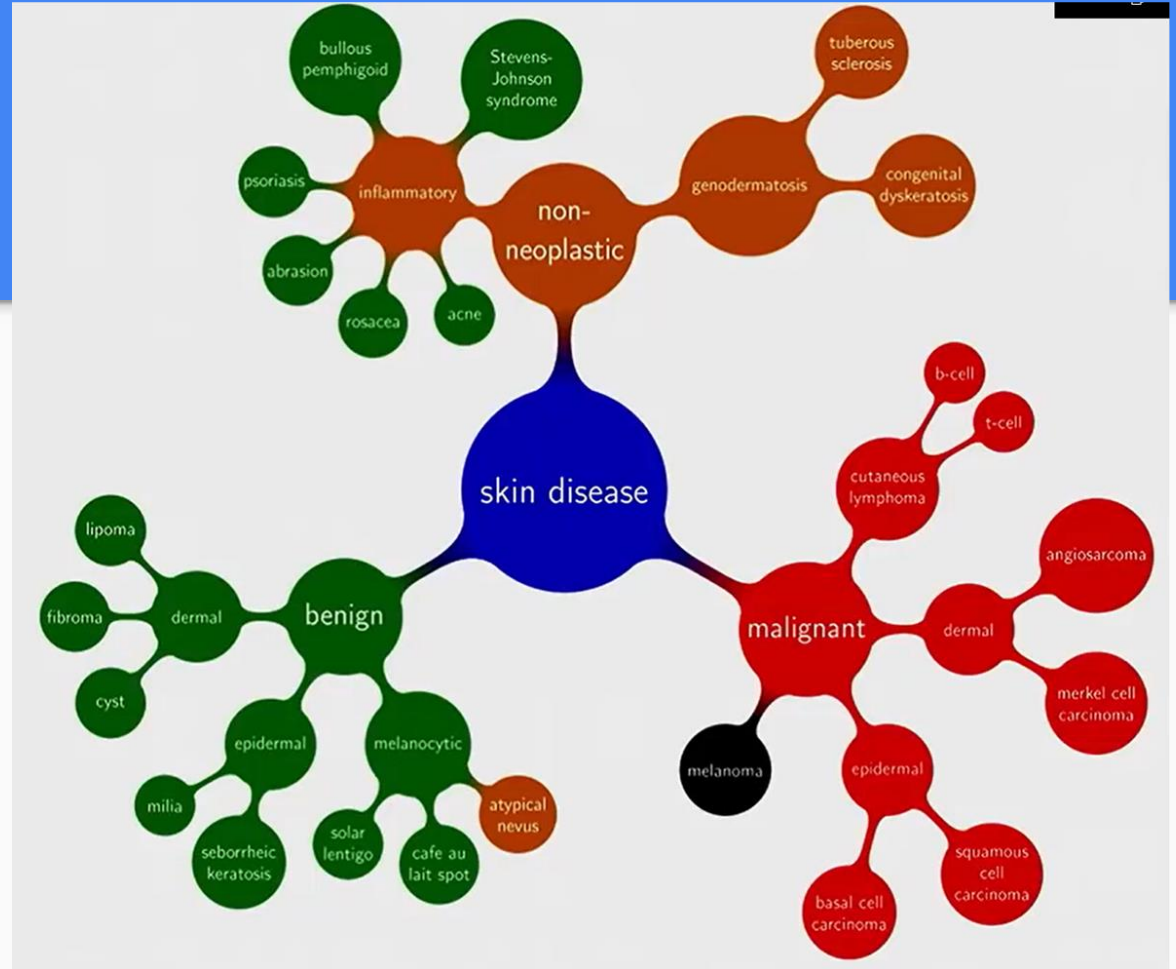 bullous
pemphigoid
Stevens-
Johnson
syndrome
tuberous
sclerosis
psoriasis
inflammatory
genodermatosis
congenital
dyskeratosis
non-
neoplastic
abrasion
rosacea
acne
b-cell
t-cell
cutaneous
lymphoma
skin disease
lipoma
angiosarcoma
fibroma
dermal
benign
malignant
dermal
cyst
merkel cell
carcinoma
epidermal
melanocytic
melanoma
epidermal
milia
atypical
nevus
seborrheic
keratosis
solar
lentigo
cafe au
lait spot
squamous
cell
carcinoma
basal cell
carcinoma